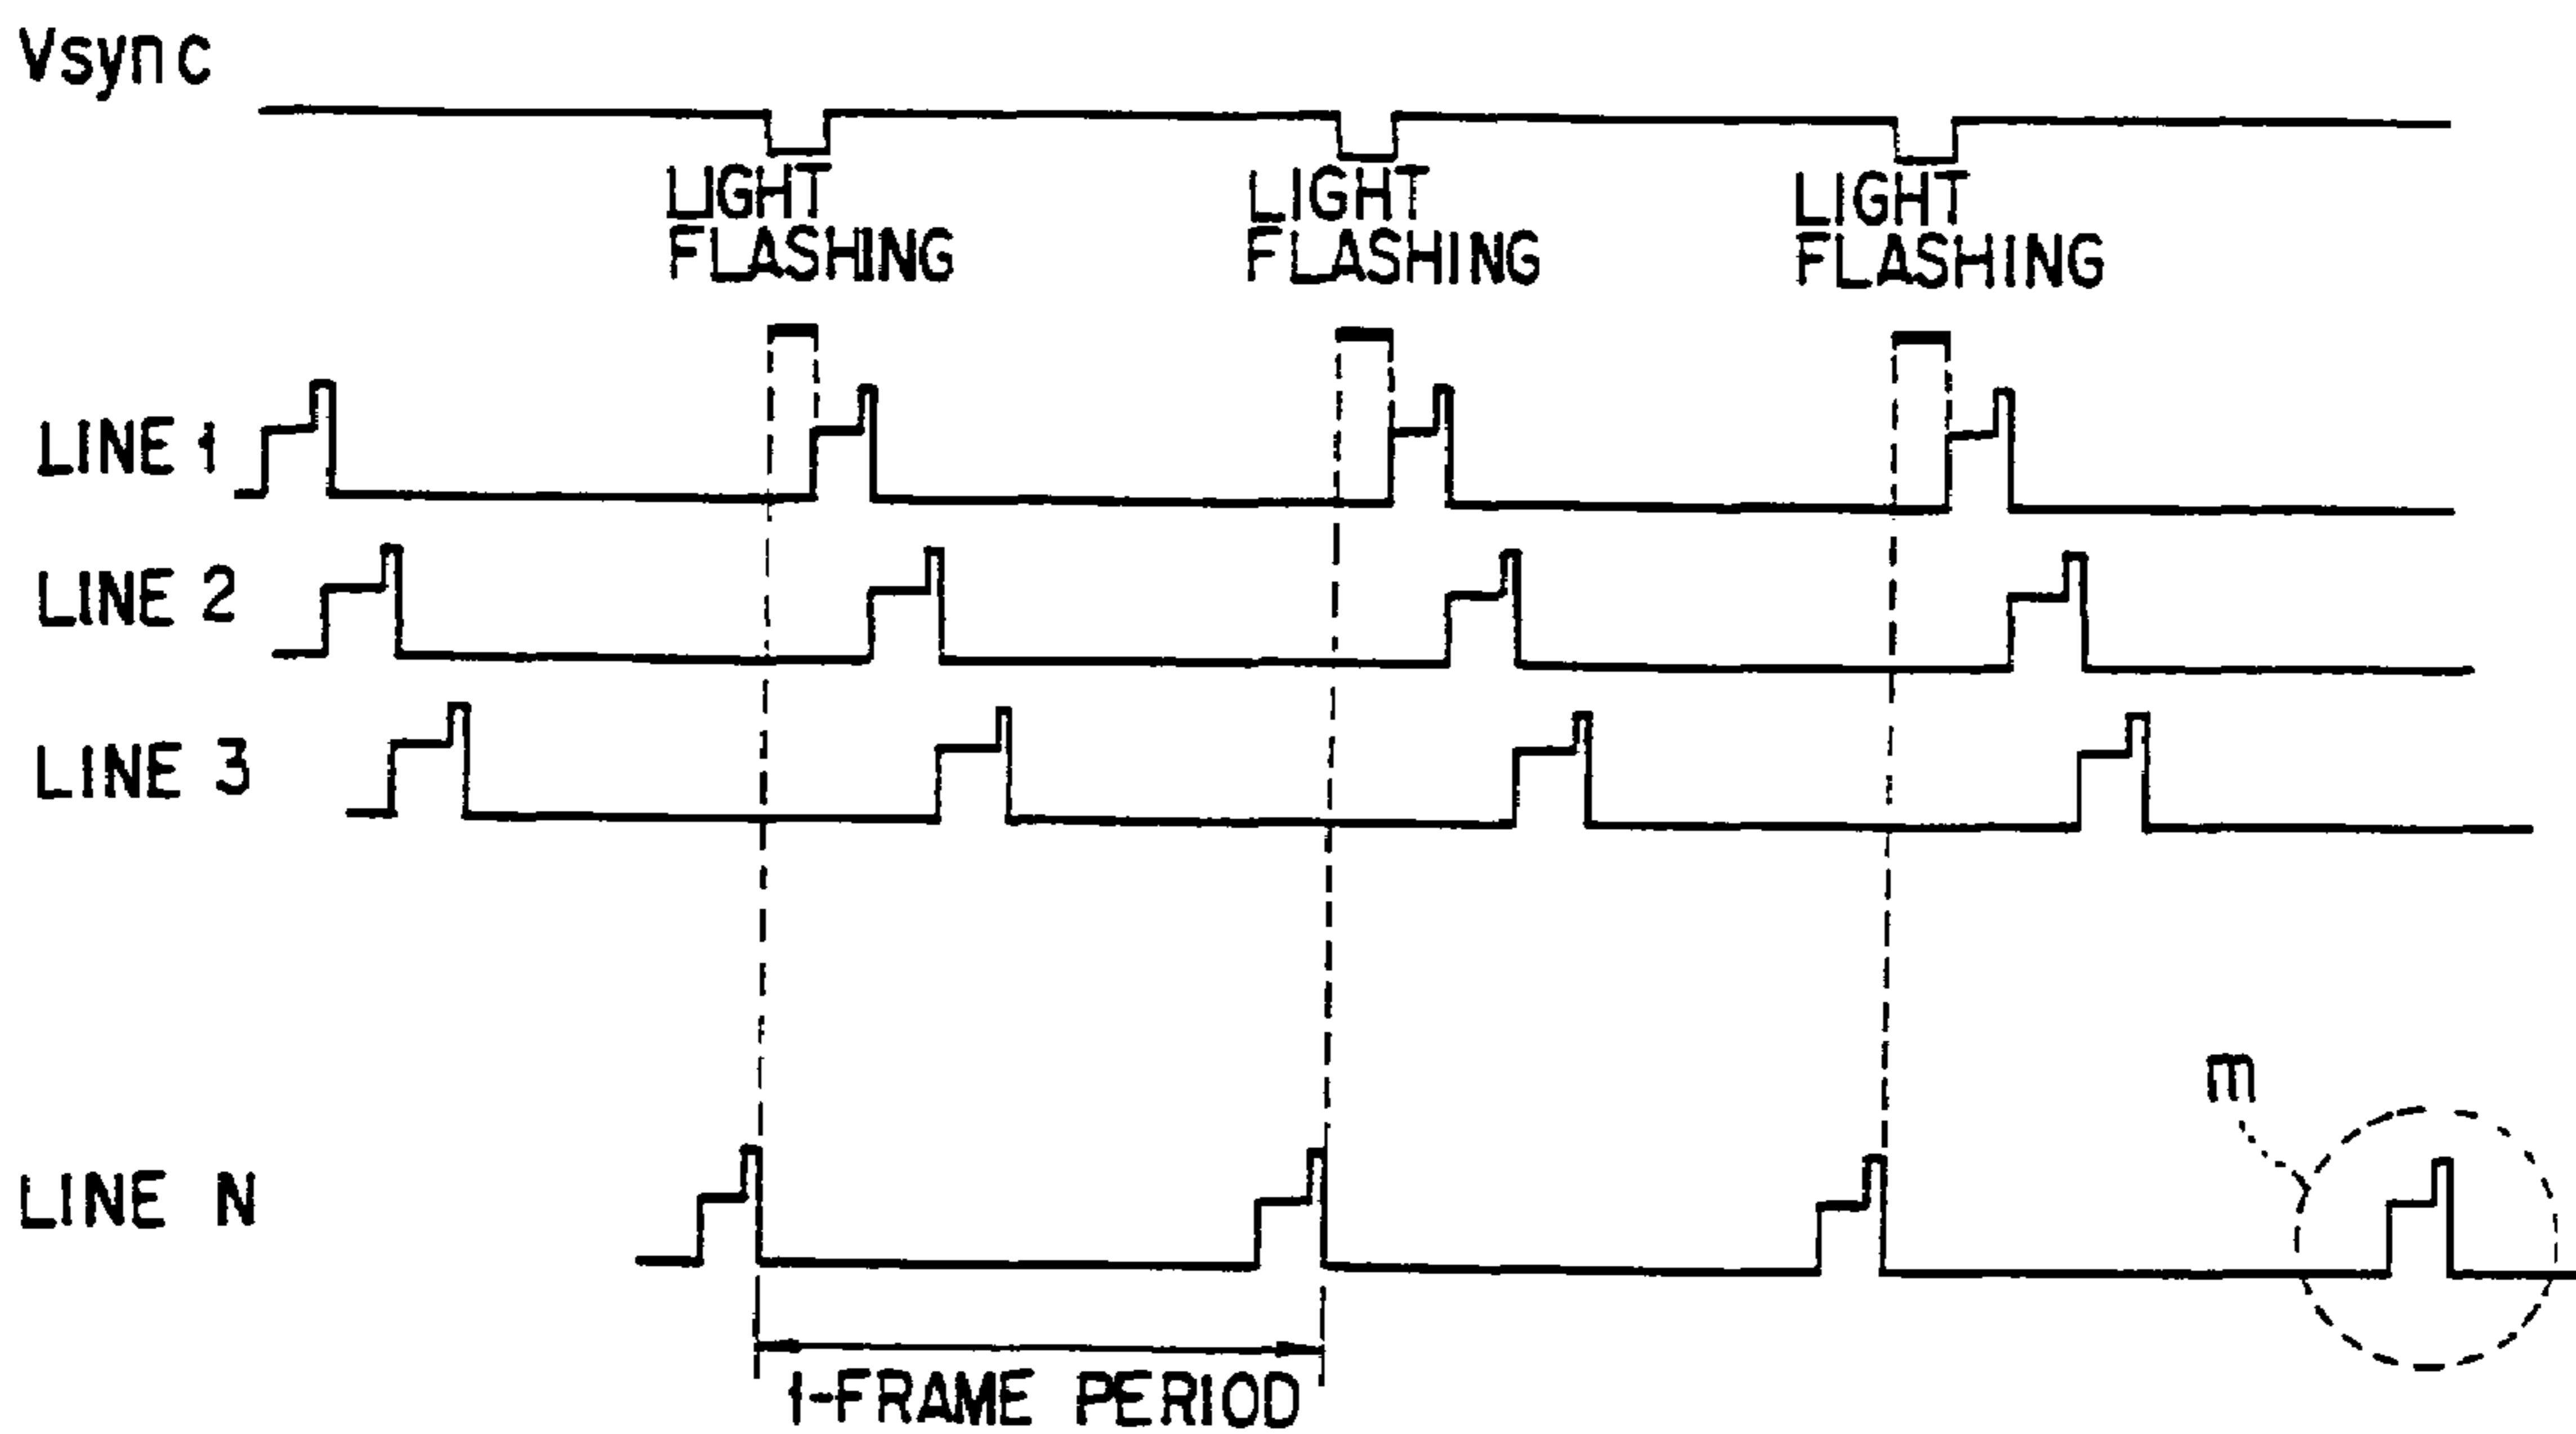 Vsync
LIGHT
FLASHING
LIGHT
FLASHING
LIGHT
FLASHING
LINE 1
LINE 2
LINE 3
m
LINE N
1-FRAME PERIOD